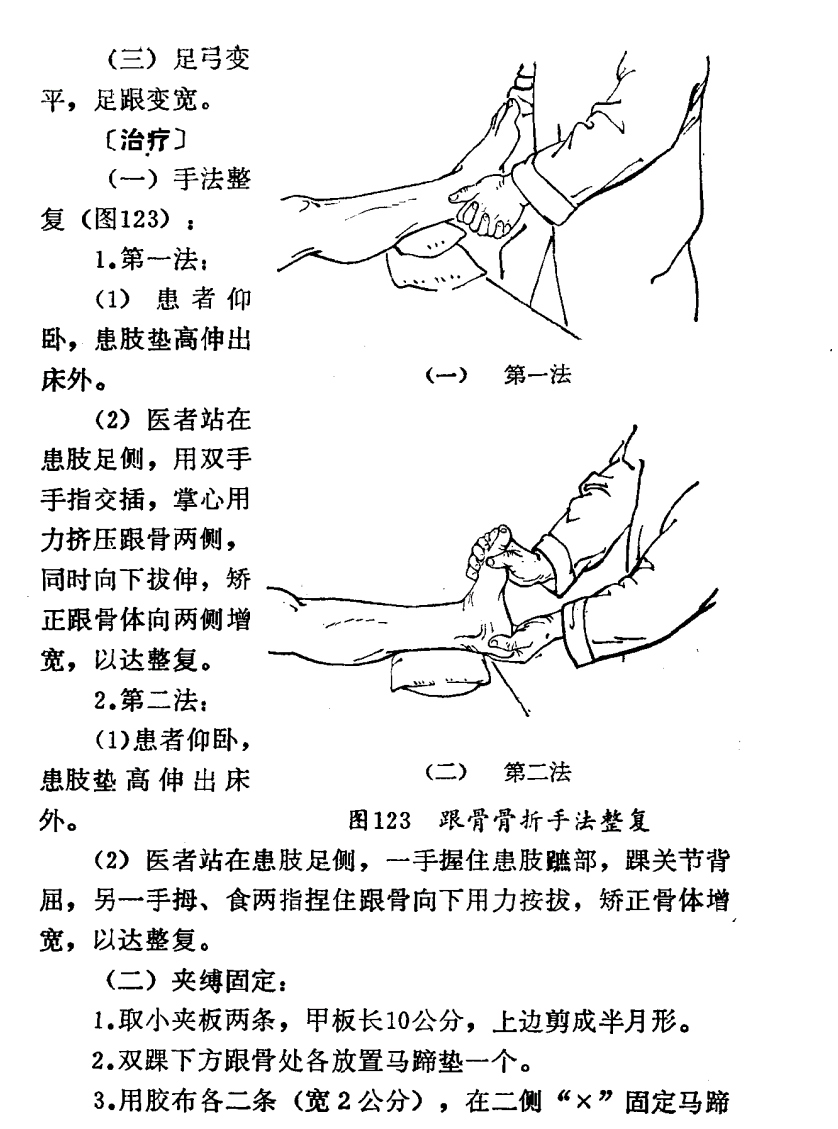 (三)足弓变
平,足跟变宽。
〔治疗〕
(一)手法整
复(图123):
1.第一法:
(1) 患者仰
卧,患肢垫高伸出
床外。
(2)医者站在
患肢足侧,用双手
手指交插,掌心用
力挤压跟骨两侧,
同时向下拔伸,矫
正跟骨体向两侧增
宽,以达整复。
2.第二法:
(1)患者仰卧,
患肢垫高伸出床
外。
(一) 第一法
(二) 第二法
图123 跟骨骨折手法整复
(2)医者站在患肢足侧,一手握住患肢蹠部,踝关节背
屈,另一手拇、食两指捏住跟骨向下用力按拔,矫正骨体增
宽,以达整复。
(二)夹缚固定:
1.取小夹板两条,甲板长10公分,上边剪成半月形。
2.双踝下方跟骨处各放置马蹄垫一个。
3.用胶布各二条(宽2公分),在二侧“×”固定马蹄